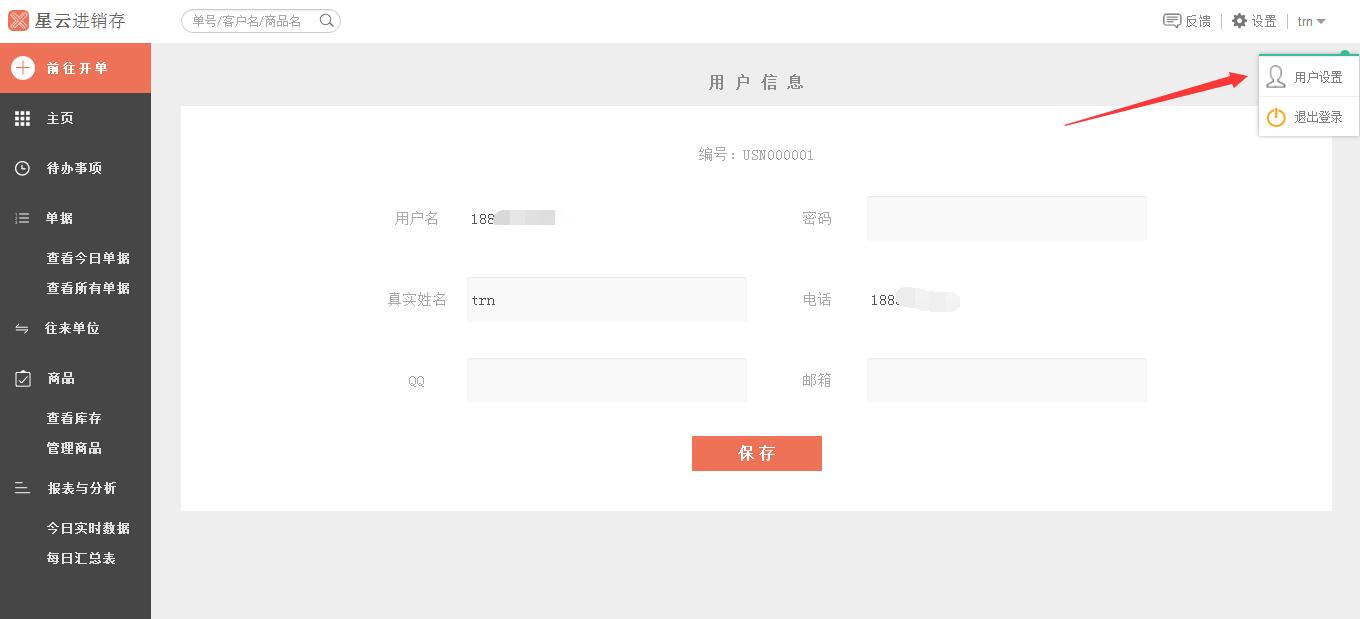 星云进销存
单号/客户名/商品名
反馈
设置
trn
前往开单
主页
待办事项
单据
查看今日单据
查看所有单据
往来单位
商品
查看库存
管理商品
报表与分析
今日实时数据
每日汇总表
用户设置
退出登录
用户信息
编号：USN000001
用户名 188
密码
真实姓名 trn
电话 188
QQ
邮箱
保存